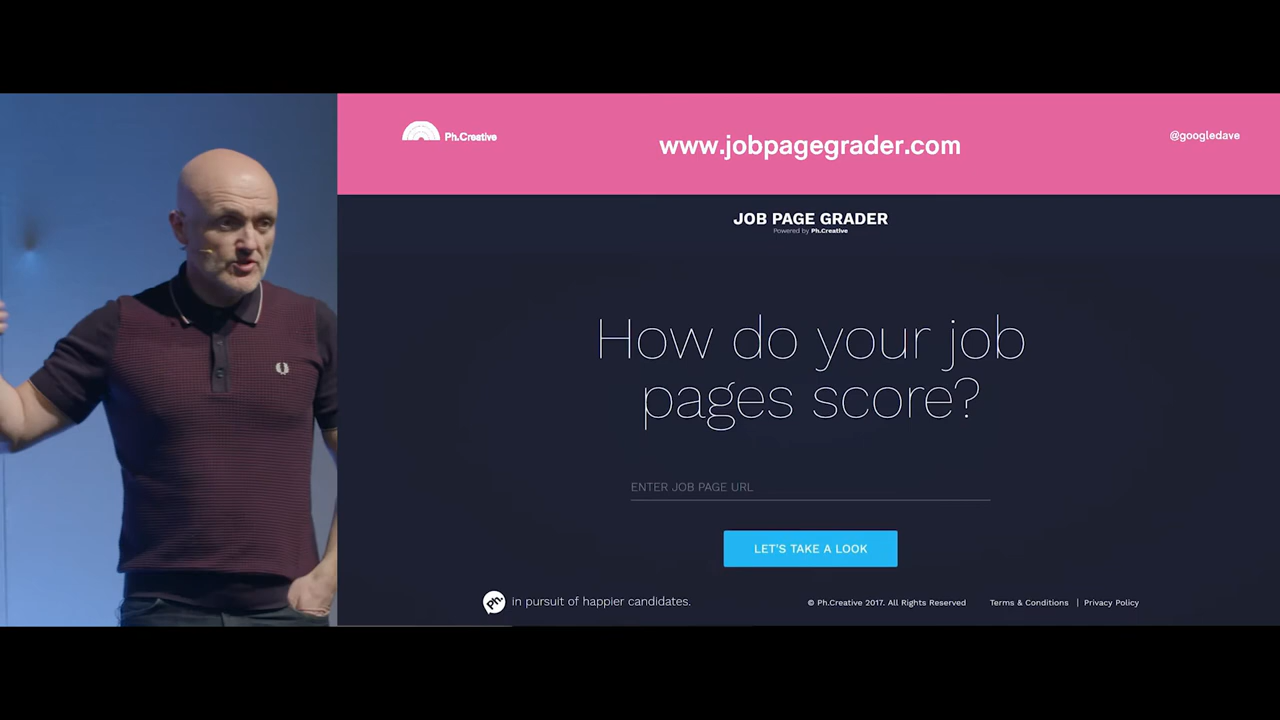 Ph.Creative
www.jobpagegrader.com
@googledave
JOB PAGE GRADER
Powered by Ph.Creative
How do your job
pages score?
ENTER JOB PAGE URL
LET'S TAKE A LOOK
Ph.
in pursuit of happier candidates.
© Ph.Creative 2017. All Rights Reserved
Terms & Conditions | Privacy Policy